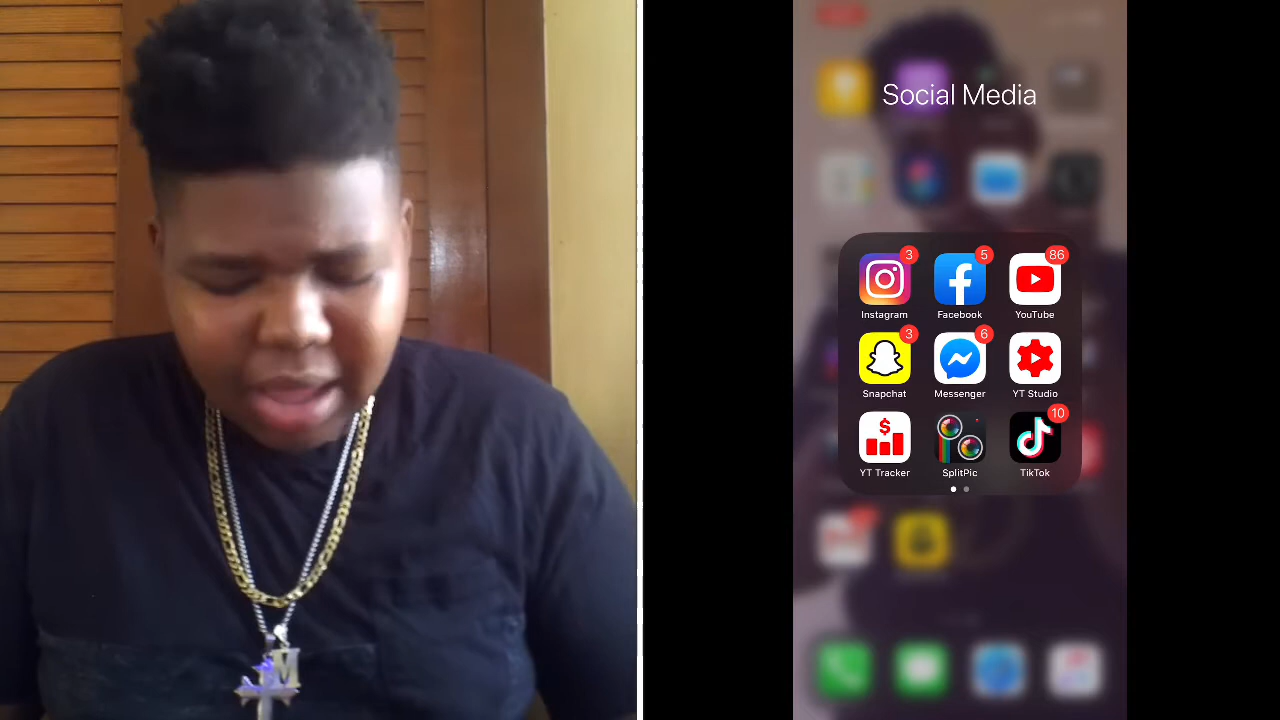 M
Social Media
3
5
86
Instagram
Facebook
YouTube
3
6
Snapchat
Messenger
YT Studio
$
10
YT Tracker
SplitPic
TikTok